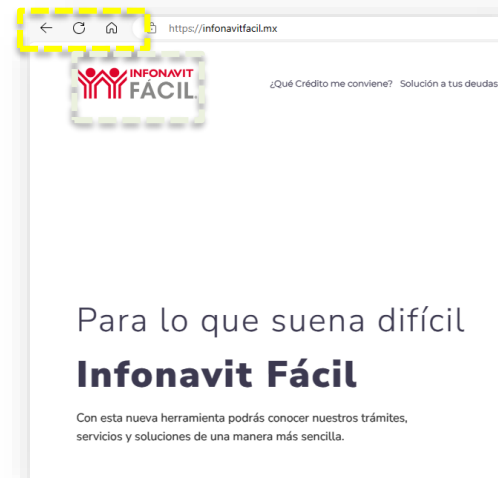 https://infonavitfacil.mx
INFONAVIT
FÁCIL
¿Qué Crédito me conviene? Solución a tus deudas
Para lo que suena difícil
Infonavit Fácil
Con esta nueva herramienta podrás conocer nuestros trámites,
servicios y soluciones de una manera más sencilla.